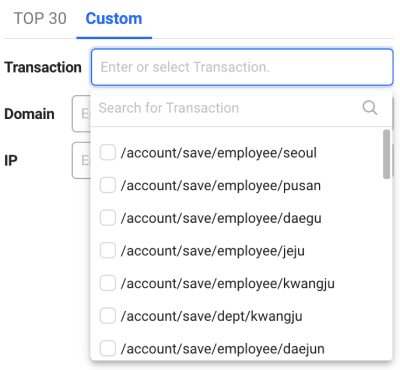 TOP 30 Custom
Transaction Enter or select Transaction.
Search for Transaction
Domain
IP
/account/save/employee/seoul
/account/save/employee/pusan
/account/save/employee/daegu
/account/save/employee/jeju
/account/save/employee/kwangju
/account/save/dept/kwangju
/account/save/employee/daejun